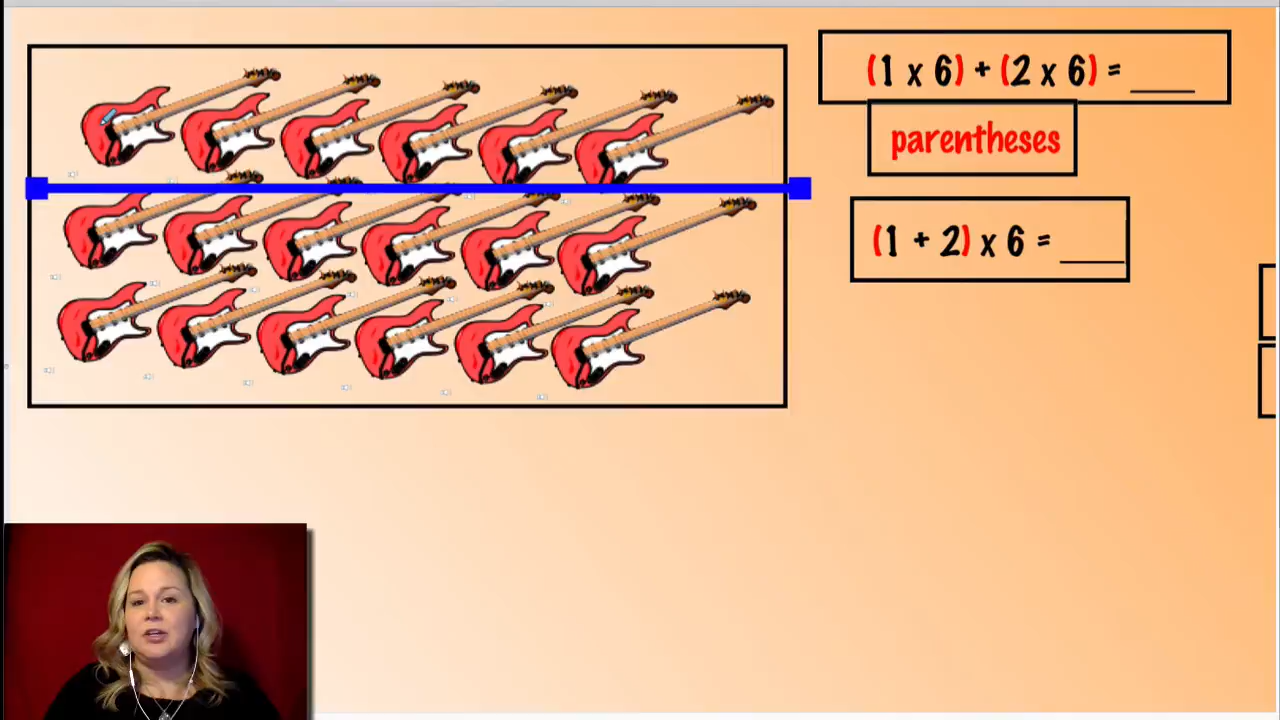 (1 x 6) + (2 x 6) = ____
parentheses
(1 + 2) x 6 = ____